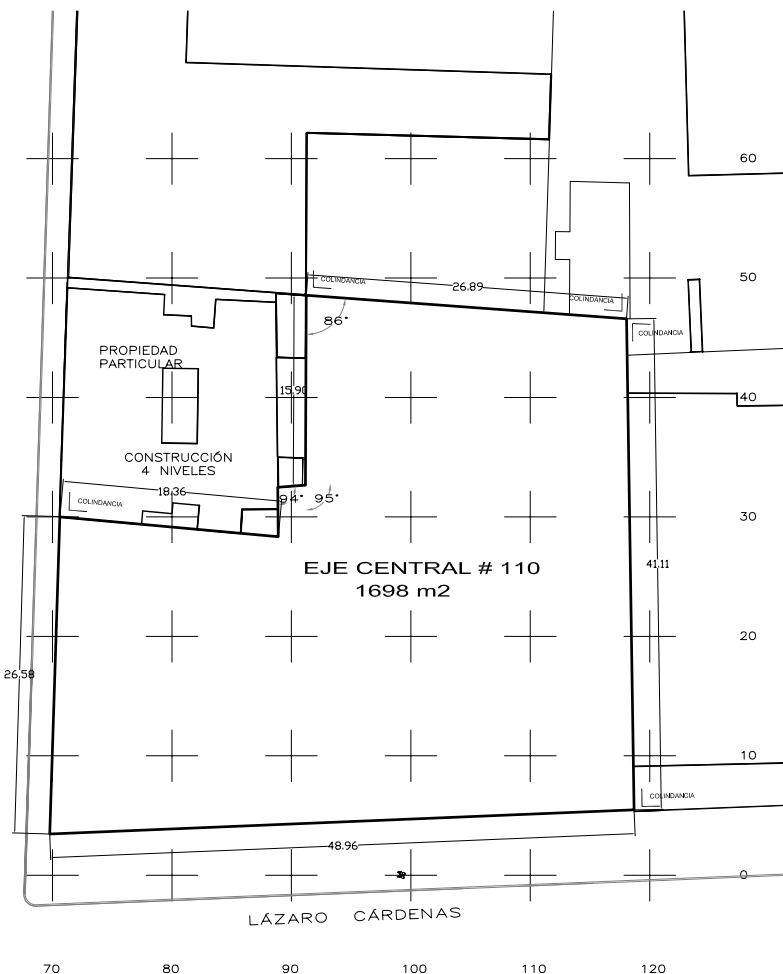 60
50
COLINDANCIA
26.89
COLINDANCIA
86°
COLINDANCIA
PROPIEDAD
PARTICULAR
15.90
40
CONSTRUCCIÓN
4 NIVELES
18.36
COLINDANCIA
94° 95°
30
EJE CENTRAL # 110
1698 m2
41.11
20
26.58
10
COLINDANCIA
48.96
0
LÁZARO CÁRDENAS
70 80 90 100 110 120